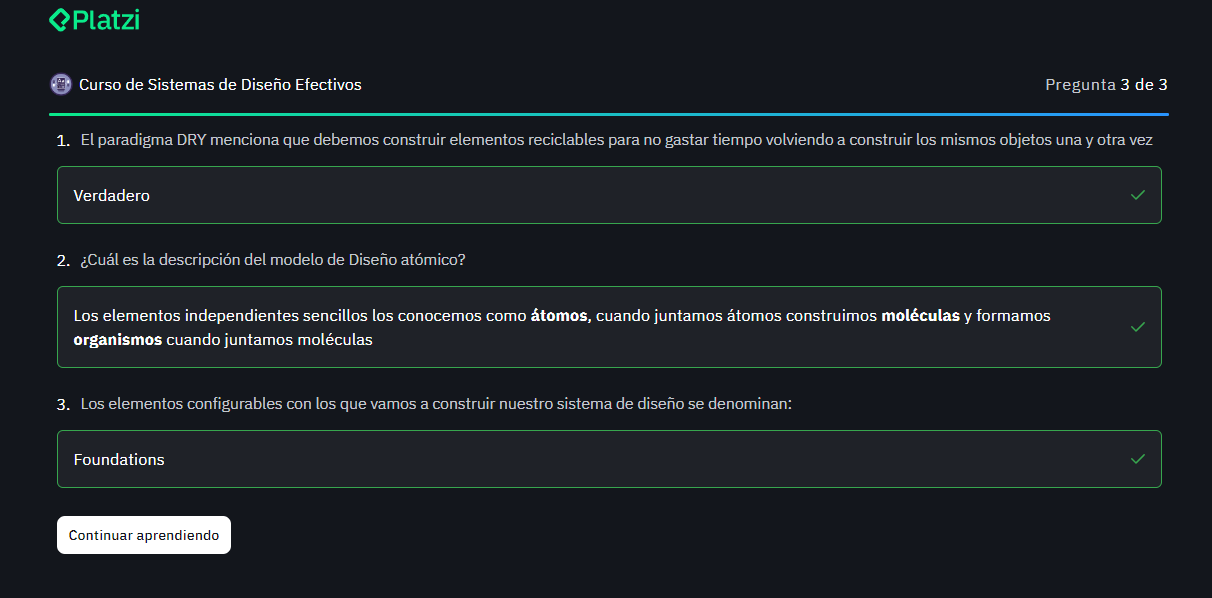 Platzi
Curso de Sistemas de Diseño Efectivos
Pregunta 3 de 3
1. El paradigma DRY menciona que debemos construir elementos reciclables para no gastar tiempo volviendo a construir los mismos objetos una y otra vez
Verdadero
2. ¿Cuál es la descripción del modelo de Diseño atómico?
Los elementos independientes sencillos los conocemos como átomos, cuando juntamos átomos construimos moléculas y formamos
organismos cuando juntamos moléculas
3. Los elementos configurables con los que vamos a construir nuestro sistema de diseño se denominan:
Foundations
Continuar aprendiendo